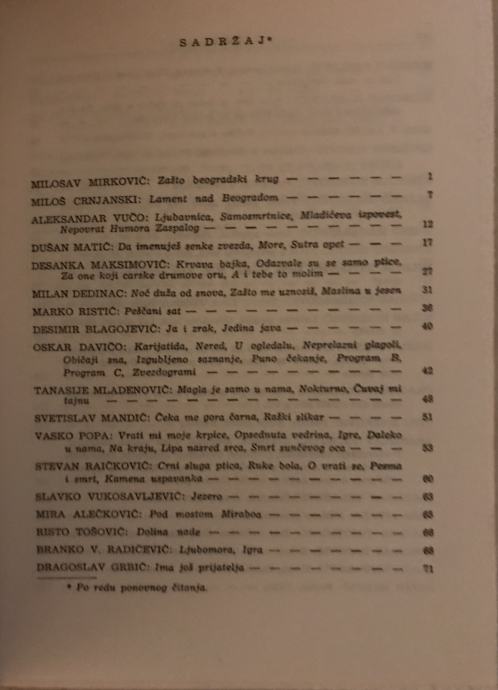 SADRŽAJ*
MILOSAV MIRKOVIĆ: Zašto beogradski krug — — — — — — 1
MILOŠ CRNJANSKI: Lament nad Beogradom — — — — — — 7
ALEKSANDAR VUČO: Ljubavnica, Samosmrtnice, Mladićeva izpovest,
Nepovrat Humora Zaspalog — — — — — — — — — 12
DUŠAN MATIĆ: Da imenuješ senke zvezda, More, Sutra opet — — — 17
DESANKA MAKSIMOVIĆ: Krvava bajka, Odazvale su se samo ptice,
Za one koji carske drumove oru, A i tebe to molim — — — — 27
MILAN DEDINAC: Noć duža od snova, Zašto me uznosiš, Maslina u jesen 31
MARKO RISTIĆ: Peščani sat — — — — — — — — — — 36
DESIMIR BLAGOJEVIĆ: Ja i zrak, Jedina java — — — — — — 40
OSKAR DAVIČO: Karijatida, Nered, U ogledalu, Neprelazni glagoli,
Običaji sna, Izgubljeno saznanje, Puno čekanje, Program B,
Program C, Zvezdogrami — — — — — — — — — 42
TANASIJE MLADENOVIĆ: Magla je samo u nama, Nokturno, Čuvaj mi
tajnu — — — — — — — — — — — — — 48
SVETISLAV MANDIĆ: Čeka me gora čarna, Raški slikar — — — — 51
VASKO POPA: Vrati mi moje krpice, Opsednuta vedrina, Igre, Daleko
u nama, Na kraju, Lipa nasred srca, Smrt sunčevog oca — — — 53
STEVAN RAIČKOVIĆ: Crni sluga ptica, Ruke bola, O vrati se, Pesma
i smrt, Kamena uspavanka — — — — — — — — — 60
SLAVKO VUKOSAVLJEVIĆ: Jezero — — — — — — — — 63
MIRA ALEČKOVIĆ: Pod mostom Miraboa — — — — — — — 65
RISTO TOŠOVIĆ: Dolina nade — — — — — — — — — 66
BRANKO V. RADIČEVIĆ: Ljubomora, Igra — — — — — — — 68
DRAGOSLAV GRBIĆ: Ima još prijatelja — — — — — — — — 71
* Po redu ponovnog čitanja.